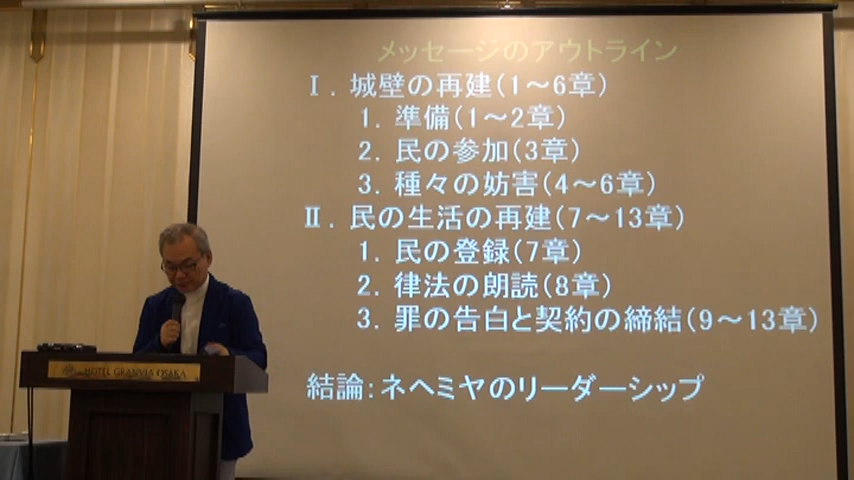 メッセージのアウトライン
Ⅰ．城壁の再建（1～6章）
1．準備（1～2章）
2．民の参加（3章）
3．種々の妨害（4～6章）
Ⅱ．民の生活の再建（7～13章）
1．民の登録（7章）
2．律法の朗読（8章）
3．罪の告白と契約の締結（9～13章）
結論：ネヘミヤのリーダーシップ
HOTEL GRANVIA OSAKA